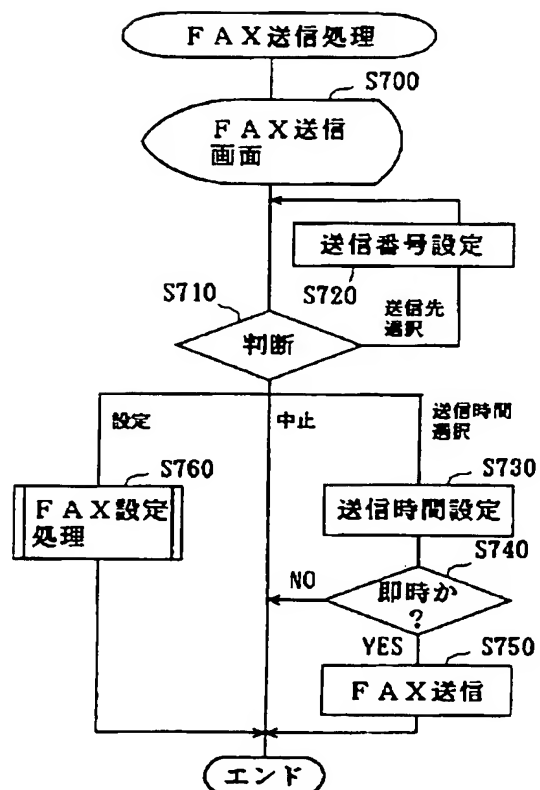 ＦＡＸ送信処理
S700
ＦＡＸ送信
画面
送信番号設定
S720
S710
送信先
選択
判断
設定
中止
送信時間
選択
S760
S730
ＦＡＸ設定
処理
送信時間設定
S740
NO
即時か
？
YES
S750
ＦＡＸ送信
エンド